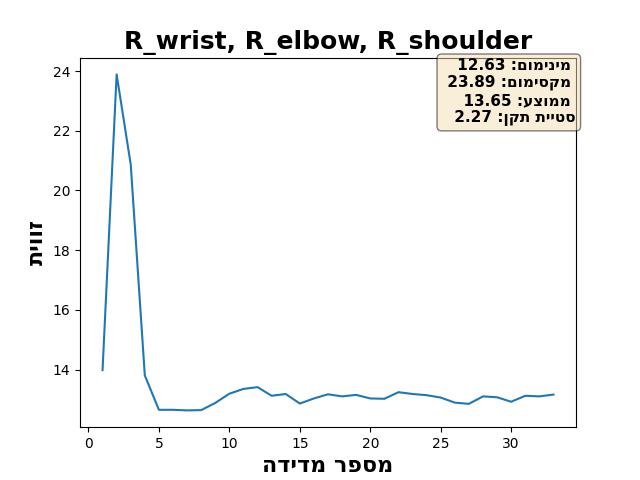 R_wrist, R_elbow, R_shoulder
מינימום: 12.63
מקסימום: 23.89
ממוצע: 13.65
סטיית תקן: 2.27
24
22
20
18
16
14
זווית
0 5 10 15 20 25 30
מספר מדידה